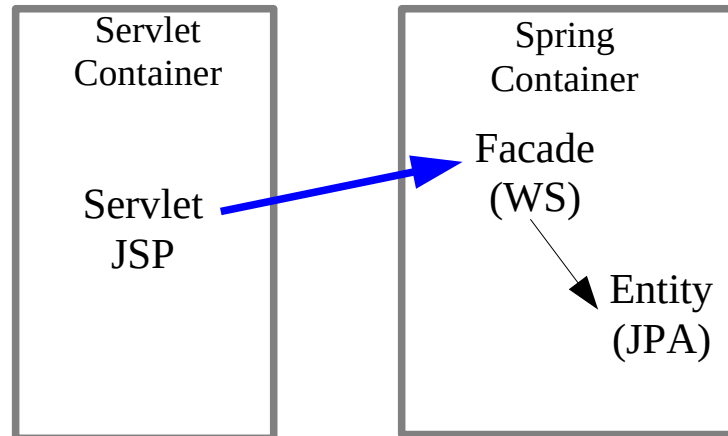 Servlet
Container
Servlet
JSP
Spring
Container
Facade
(WS)
Entity
(JPA)